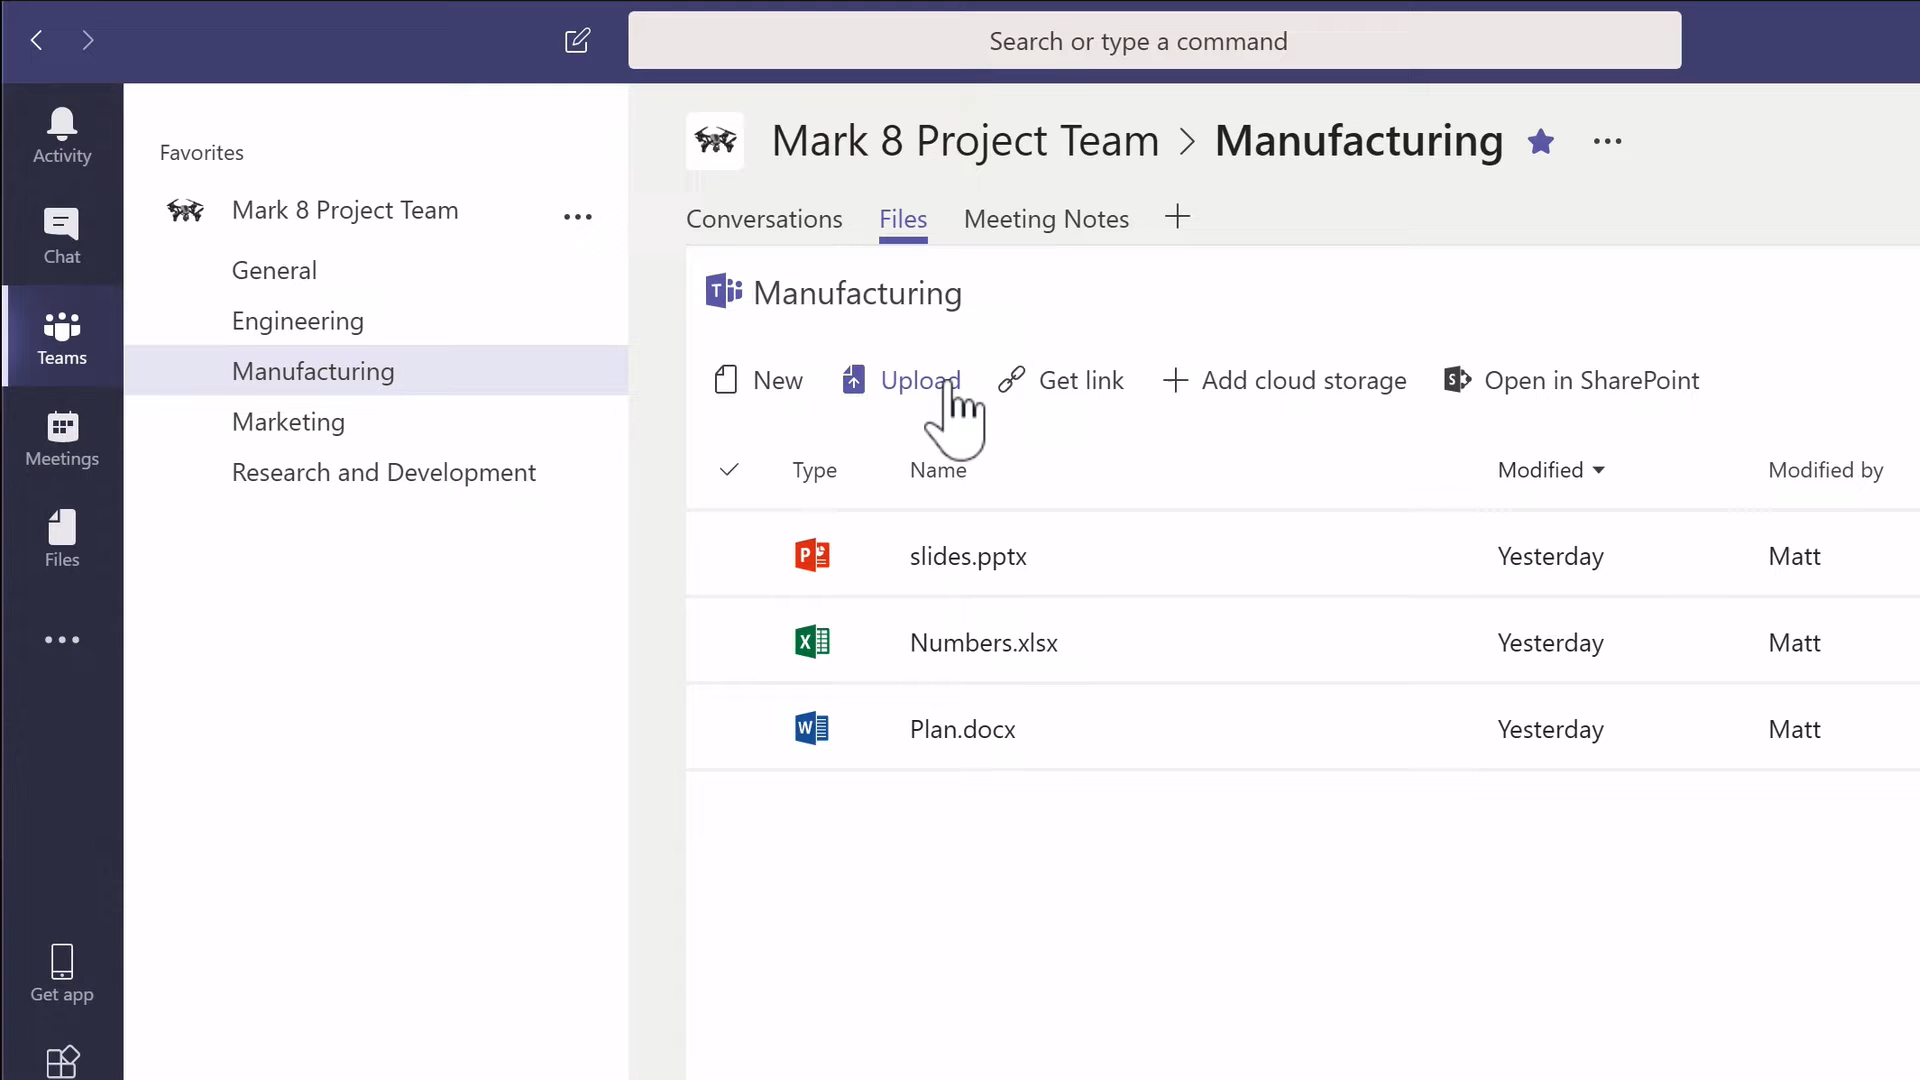 Search or type a command
Activity
Chat
Teams
Meetings
Files
Get app
Favorites
Mark 8 Project Team
General
Engineering
Manufacturing
Marketing
Research and Development
Mark 8 Project Team > Manufacturing
Conversations Files Meeting Notes
Manufacturing
New Upload Get link Add cloud storage Open in SharePoint
Type Name Modified Modified by
slides.pptx Yesterday Matt
Numbers.xlsx Yesterday Matt
Plan.docx Yesterday Matt